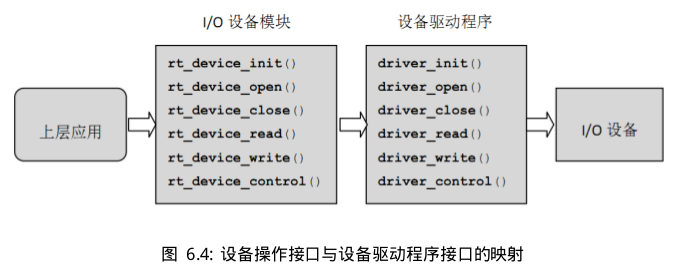 I/O 设备模块
设备驱动程序
上层应用
rt_device_init()
rt_device_open()
rt_device_close()
rt_device_read()
rt_device_write()
rt_device_control()
driver_init()
driver_open()
driver_close()
driver_read()
driver_write()
driver_control()
I/O 设备
图 6.4: 设备操作接口与设备驱动程序接口的映射